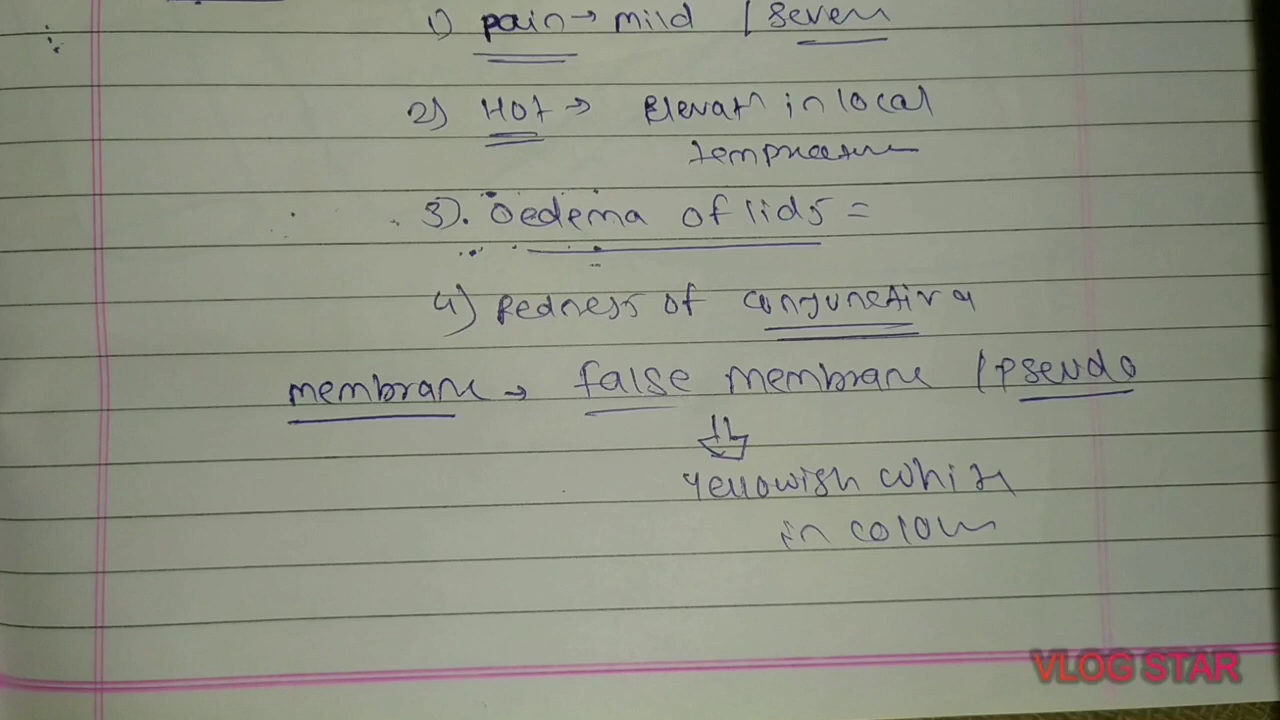 1) pain → mild / severe
2) Hot → Elevatn in local
temprature
3). Oedema of lids =
4) Redness of conjunctiva
membrane → false membrane / pseudo
yellowish white
in colour
VLOG STAR